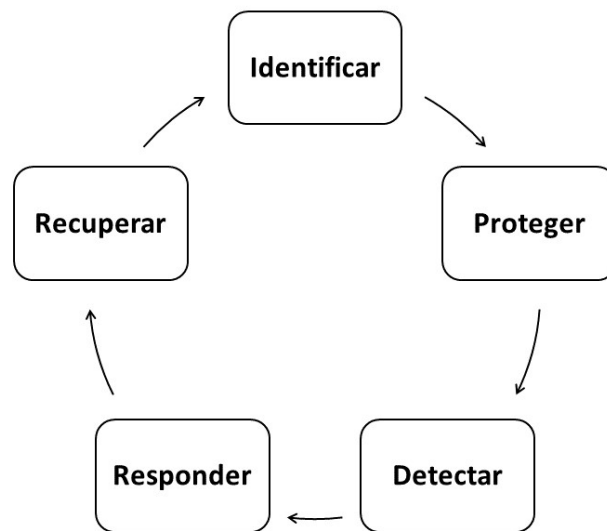 Identificar
Proteger
Detectar
Responder
Recuperar